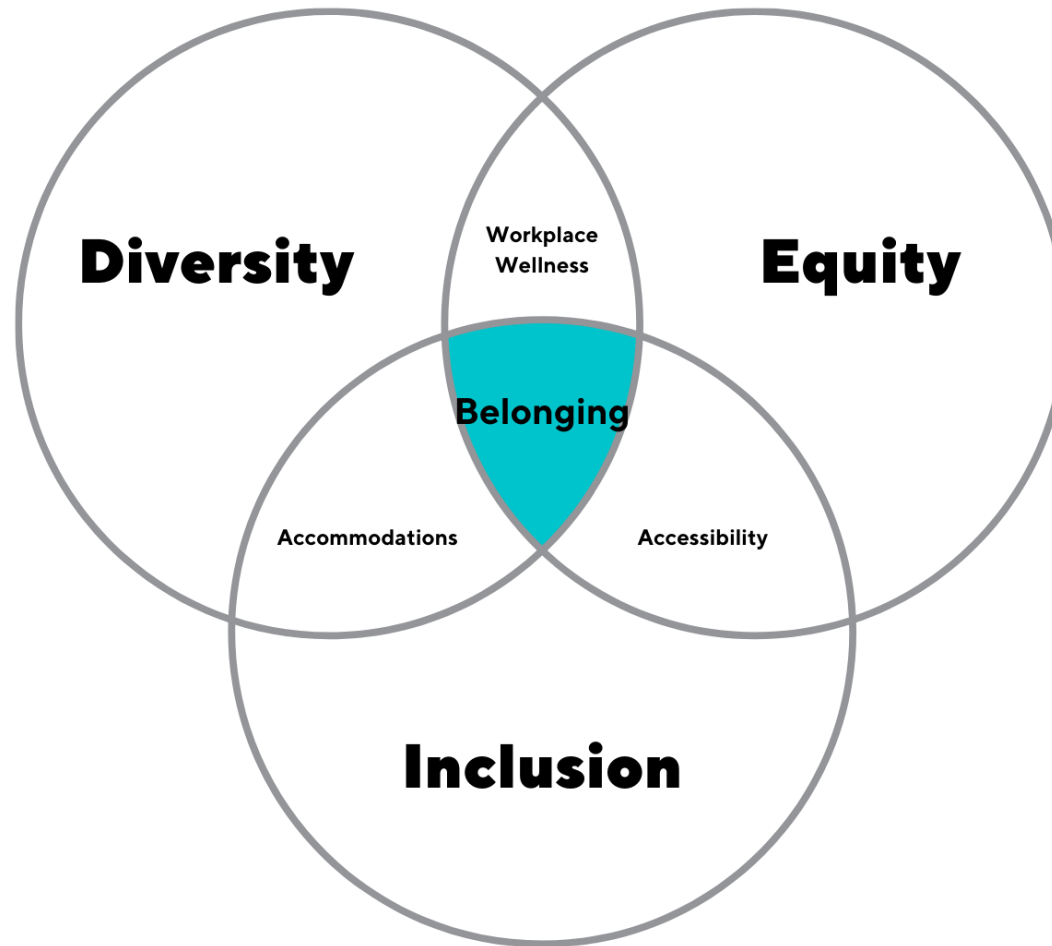 Diversity
Workplace
Wellness
Equity
Belonging
Accommodations
Accessibility
Inclusion